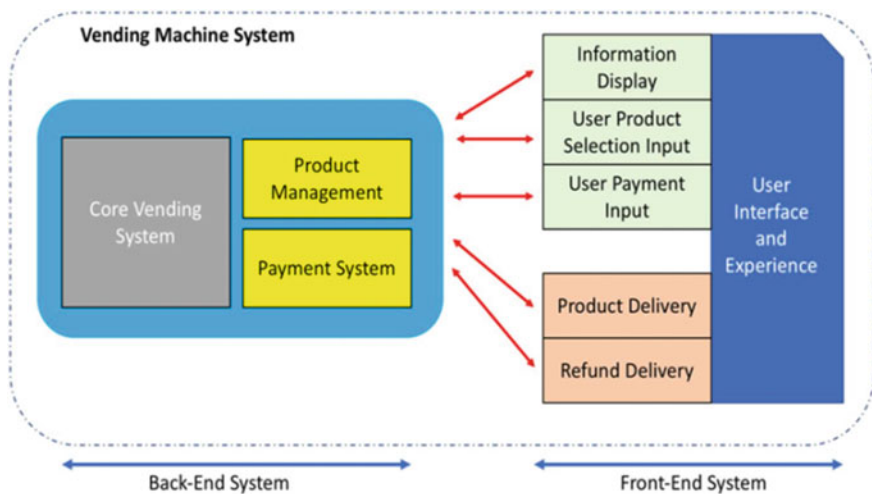 Vending Machine System
Core Vending
System
Product
Management
Payment System
Information
Display
User Product
Selection Input
User Payment
Input
Product Delivery
Refund Delivery
User
Interface
and
Experience
Back-End System
Front-End System